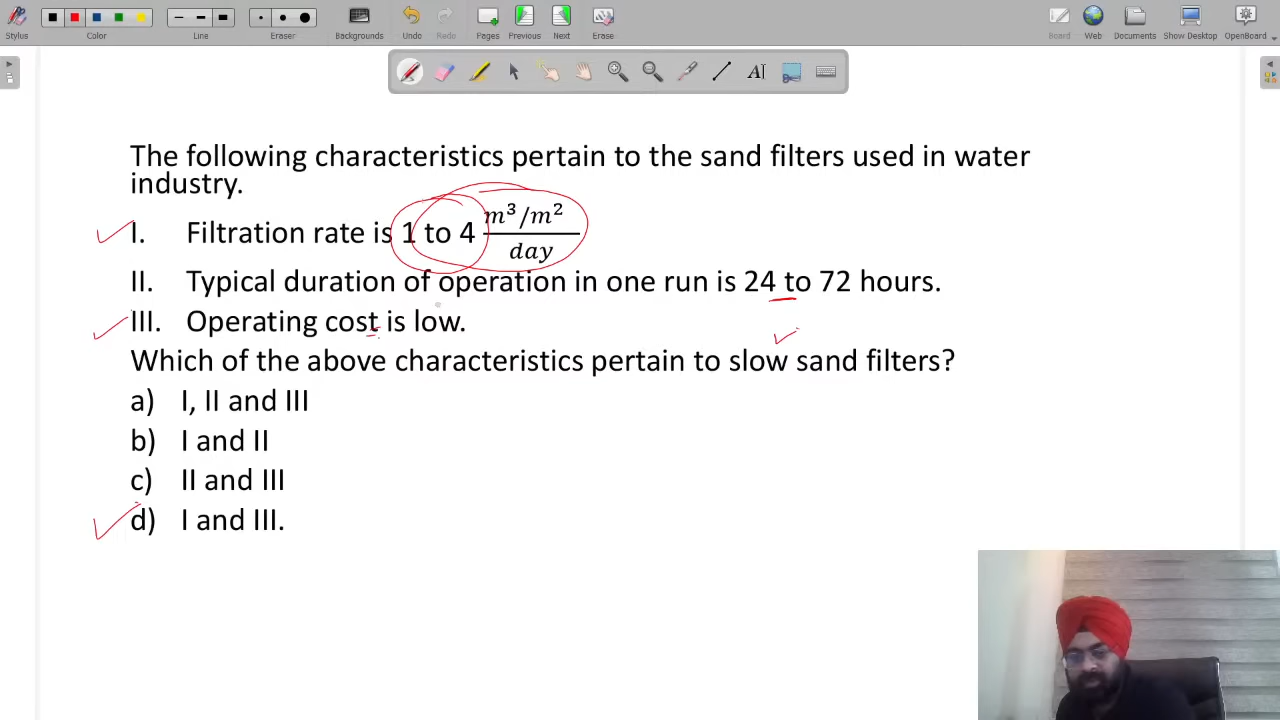 Stylus Color Line Eraser Backgrounds Undo Redo Pages Previous Next Erase Board Web Documents Show Desktop OpenBoard
The following characteristics pertain to the sand filters used in water
industry.
I. Filtration rate is 1 to 4 m³/m²/day
II. Typical duration of operation in one run is 24 to 72 hours.
III. Operating cost is low.
Which of the above characteristics pertain to slow sand filters?
a) I, II and III
b) I and II
c) II and III
d) I and III.